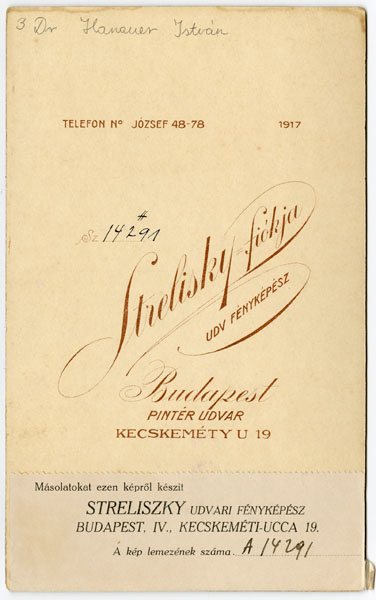 3 Dr Hanauer István
TELEFON Nº JÓZSEF 48-78 1917
Sz 14291
#
Strelisky fiókja
UDV FÉNYKÉPÉSZ
Budapest
PINTÉR UDVAR
KECSKEMÉTY U 19
Másolatokat ezen képről készit
STRELISZKY UDVARI FÉNYKÉPÉSZ
BUDAPEST, IV., KECSKEMÉTI-UCCA 19.
A kép lemezének száma. A 14291